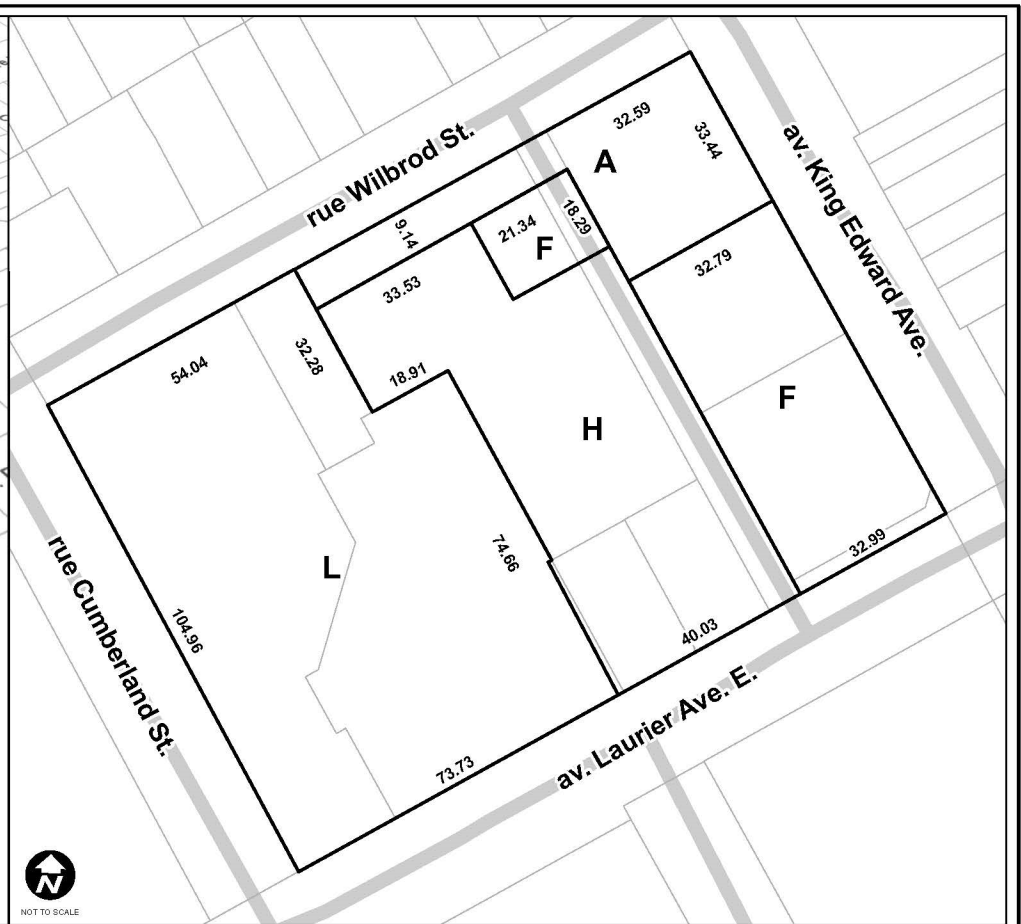 32.59
33.44
A
rue Wilbrod St.
av. King Edward Ave.
9.14
21.34
18.29
F
32.79
33.53
32.28
54.04
18.91
F
H
74.66
32.99
L
rue Cumberland St.
104.96
40.03
av. Laurier Ave. E.
73.73
N
NOT TO SCALE